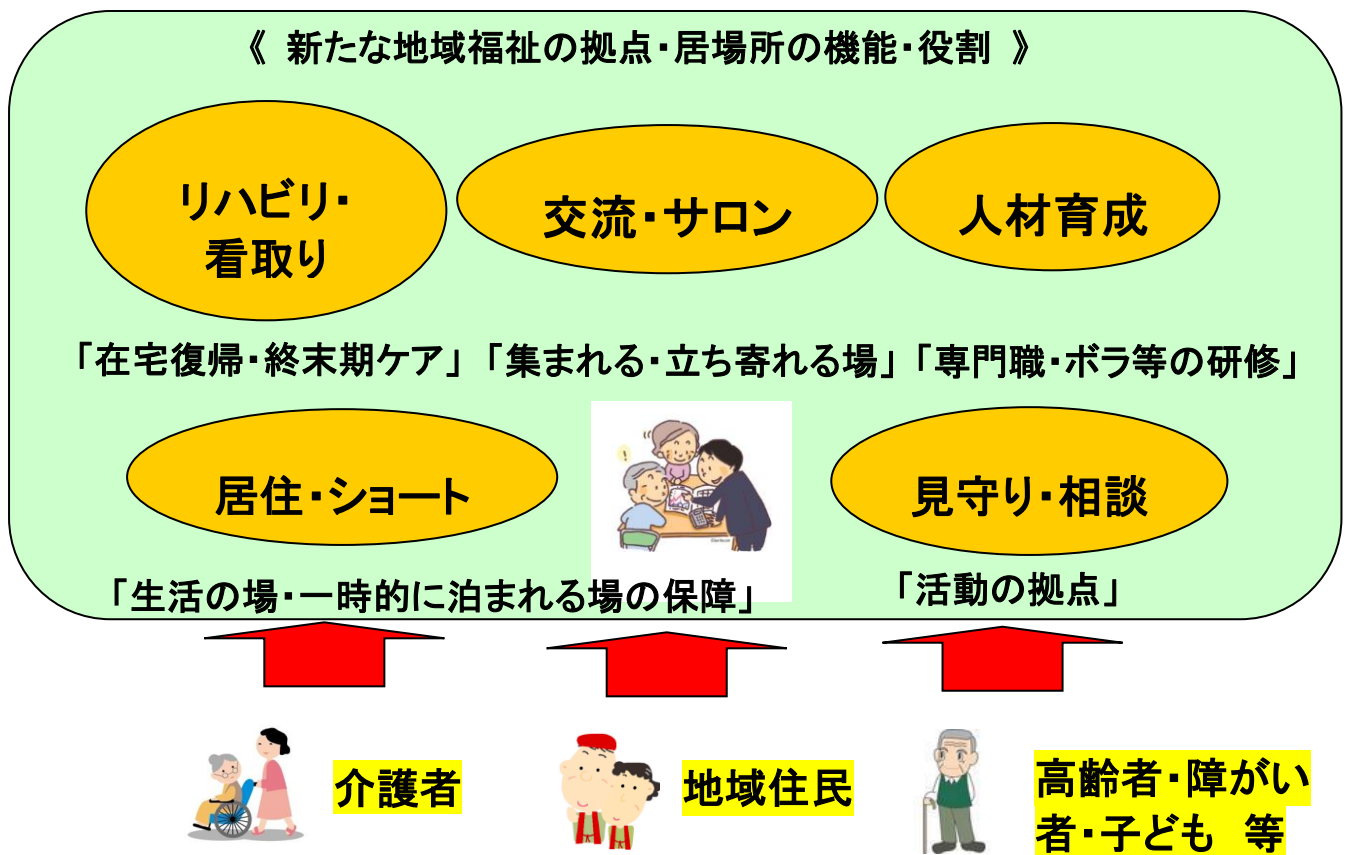 《 新たな地域福祉の拠点・居場所の機能・役割 》
リハビリ・
看取り
交流・サロン
人材育成
「在宅復帰・終末期ケア」「集まれる・立ち寄れる場」「専門職・ボラ等の研修」
居住・ショート
見守り・相談
「生活の場・一時的に泊まれる場の保障」
「活動の拠点」
介護者
地域住民
高齢者・障がい
者・子ども 等